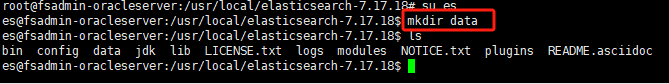 root@fsadmin-oracleserver:/usr/local/elasticsearch-7.17.18# su es
es@fsadmin-oracleserver:/usr/local/elasticsearch-7.17.18$ mkdir data
es@fsadmin-oracleserver:/usr/local/elasticsearch-7.17.18$ ls
bin config data jdk lib LICENSE.txt logs modules NOTICE.txt plugins README.asciidoc
es@fsadmin-oracleserver:/usr/local/elasticsearch-7.17.18$